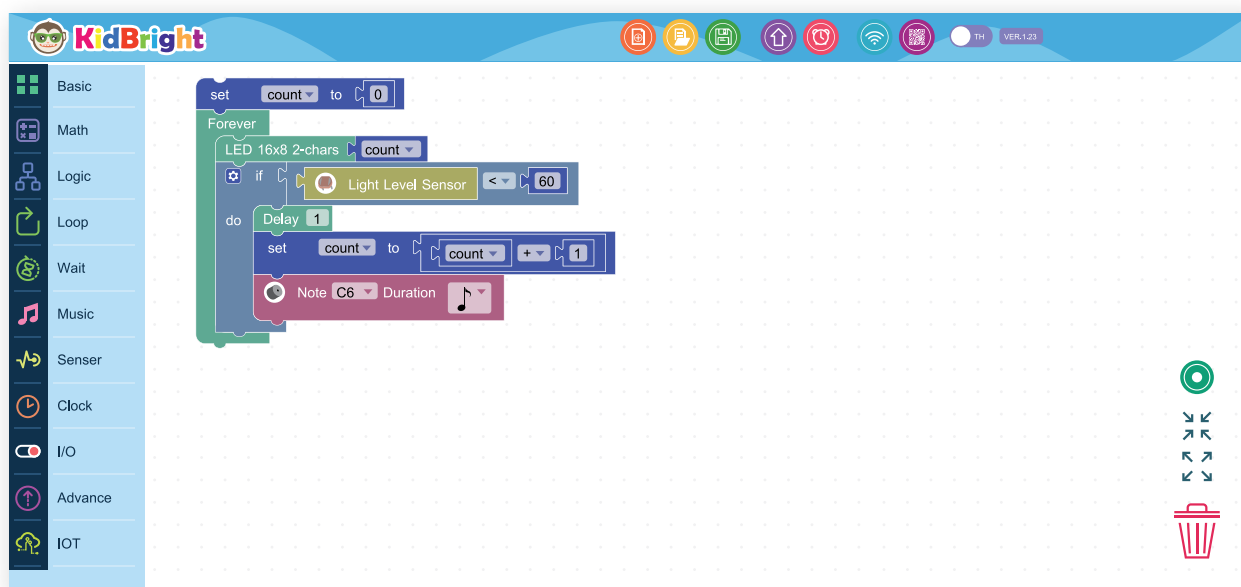 KidBright
TH
VER.1.23
Basic
Math
Logic
Loop
Wait
Music
Senser
Clock
I/O
Advance
IOT
set count to 0
Forever
LED 16x8 2-chars count
if Light Level Sensor < 60
do Delay 1
set count to count + 1
Note C6 Duration